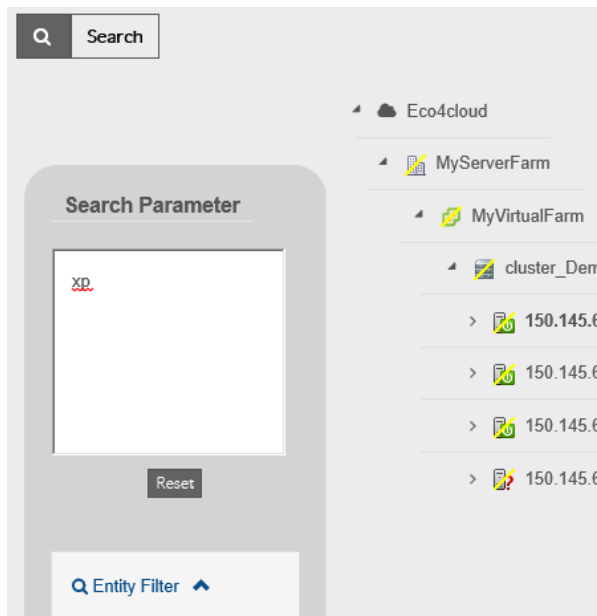 Search
Eco4cloud
MyServerFarm
Search Parameter
MyVirtualFarm
cluster_Dem
xp
150.145.6
150.145.6
150.145.6
Reset
150.145.6
Entity Filter